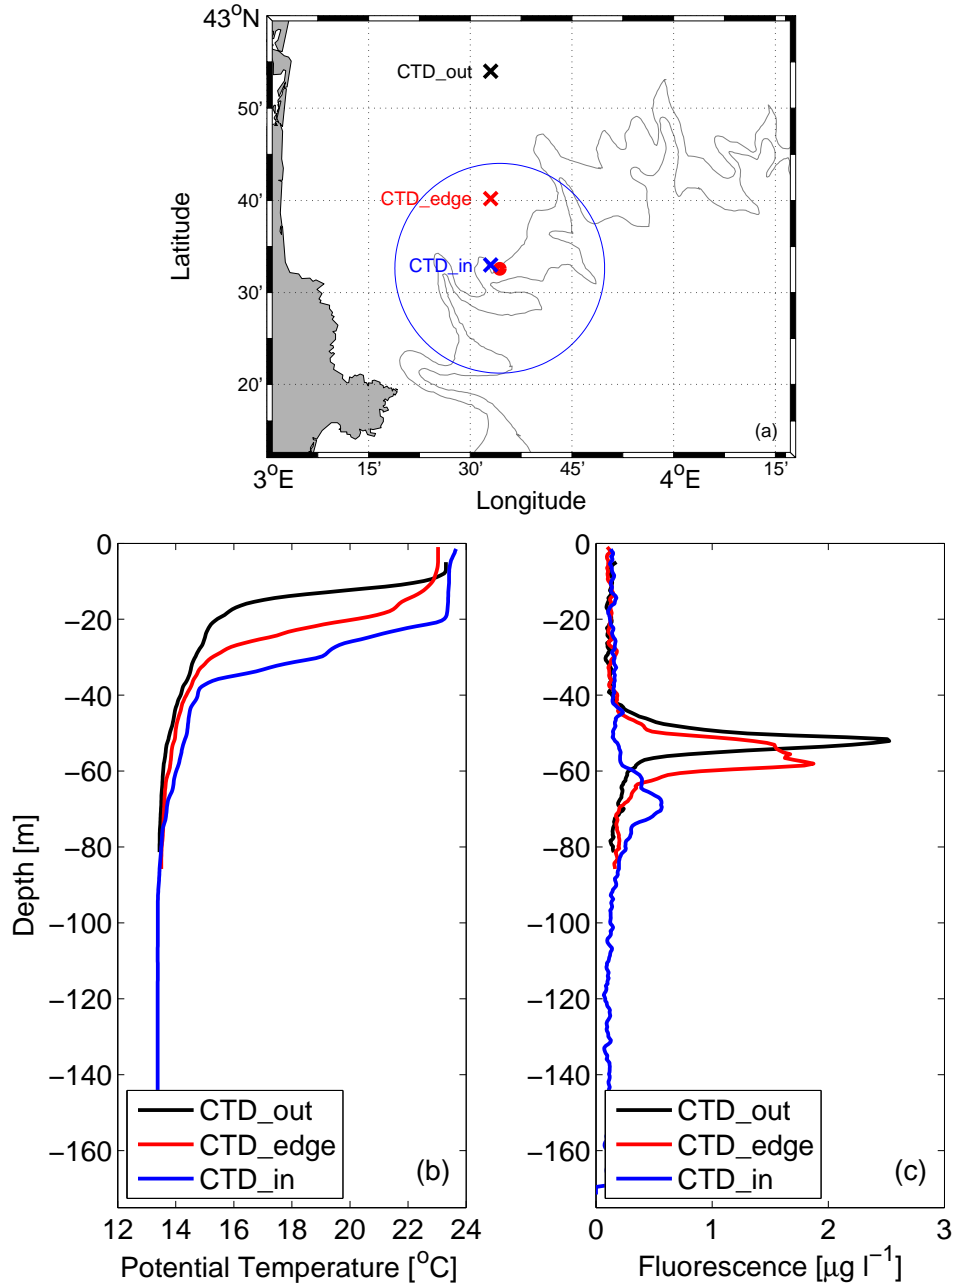 43°N
CTD_out
50'
CTD_edge
40'
Latitude
CTD_in
30'
20'
(a)
3°E
15'
30'
45'
4°E
15'
Longitude
0
−20
−40
−60
−80
−100
−120
−140
−160
Depth [m]
CTD_out
CTD_edge
CTD_in
(b)
12 14 16 18 20 22 24
Potential Temperature [°C]
0
−20
−40
−60
−80
−100
−120
−140
−160
CTD_out
CTD_edge
CTD_in
(c)
0 1 2 3
Fluorescence [μg l⁻¹]